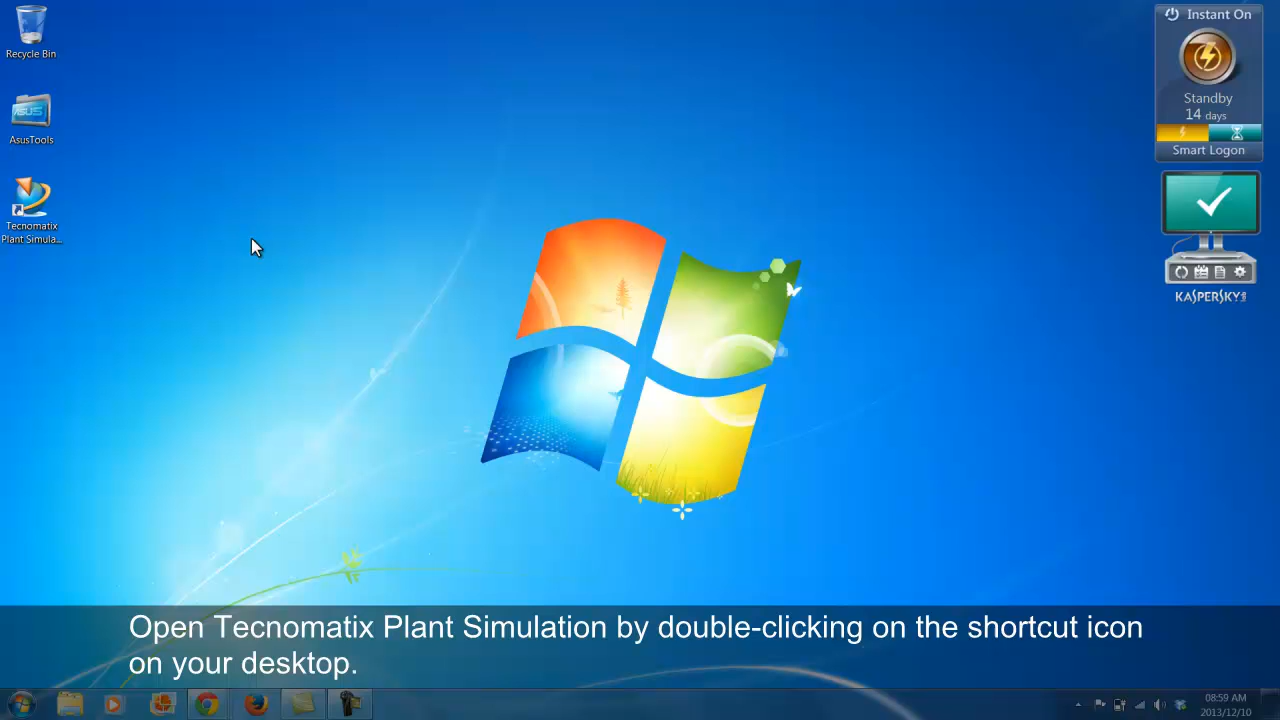 Recycle Bin
AsusTools
Tecnomatix
Plant Simula...
Instant On
Standby
14 days
Smart Logon
KASPERSKY
Open Tecnomatix Plant Simulation by double-clicking on the shortcut icon
on your desktop.
08:59 AM
2013/12/10